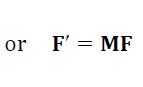 or F′ = MF